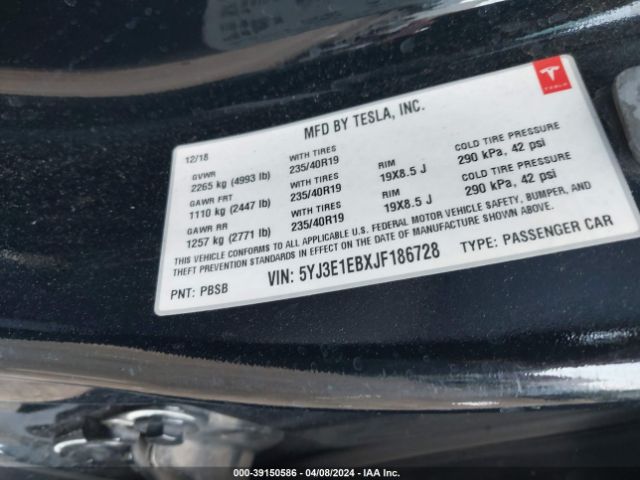 TESLA
MFD BY TESLA, INC.
12/18
GVWR WITH TIRES RIM COLD TIRE PRESSURE
2265 kg (4993 lb) 235/40R19 19X8.5 J 290 kPa, 42 psi
GAWR FRT WITH TIRES RIM COLD TIRE PRESSURE
1110 kg (2447 lb) 235/40R19 19X8.5 J 290 kPa, 42 psi
GAWR RR WITH TIRES
1257 kg (2771 lb) 235/40R19
THIS VEHICLE CONFORMS TO ALL APPLICABLE U.S. FEDERAL MOTOR VEHICLE SAFETY, BUMPER, AND
THEFT PREVENTION STANDARDS IN EFFECT ON THE DATE OF MANUFACTURE SHOWN ABOVE.
PNT: PBSB VIN: 5YJ3E1EBXJF186728 TYPE: PASSENGER CAR
000-39150586 - 04/08/2024 - IAA Inc.